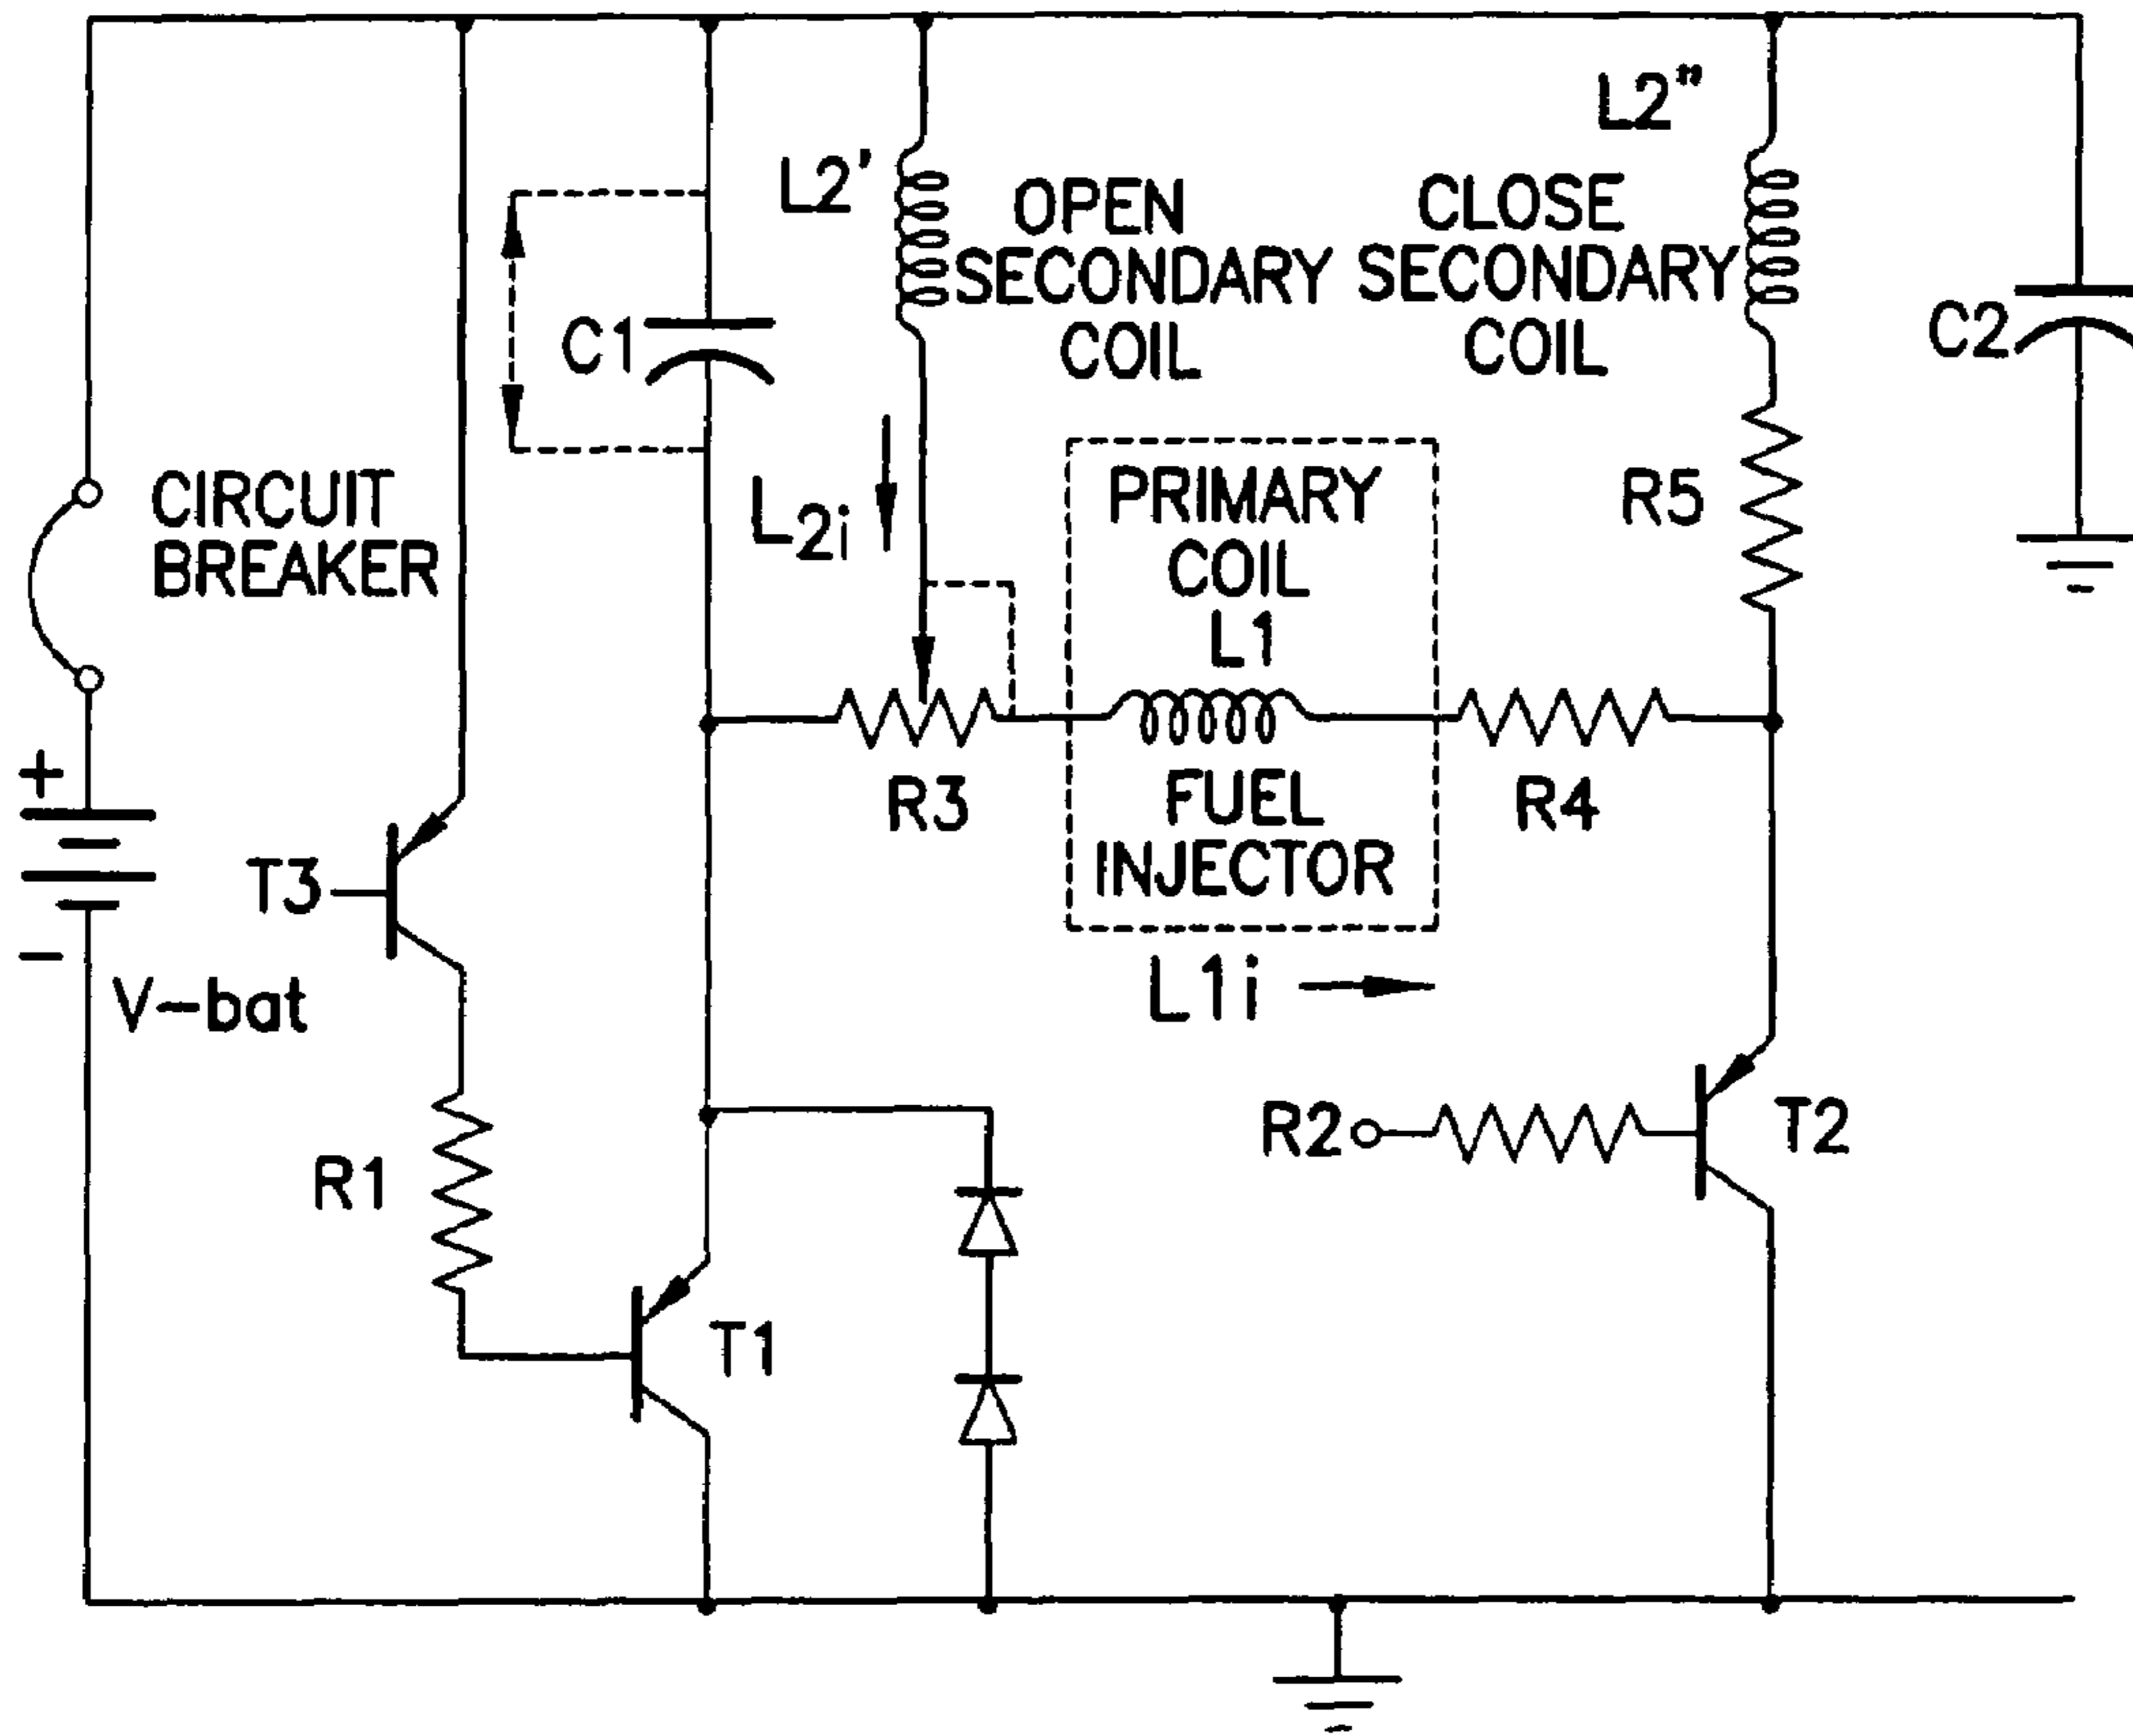 L2"
L2'
OPEN
SECONDARY
COIL
CLOSE
SECONDARY
COIL
C1
C2
CIRCUIT
BREAKER
L2i
PRIMARY
COIL
L1
R5
+
R3
FUEL
INJECTOR
R4
T3
−
V-bat
L1i
R2
T2
R1
T1